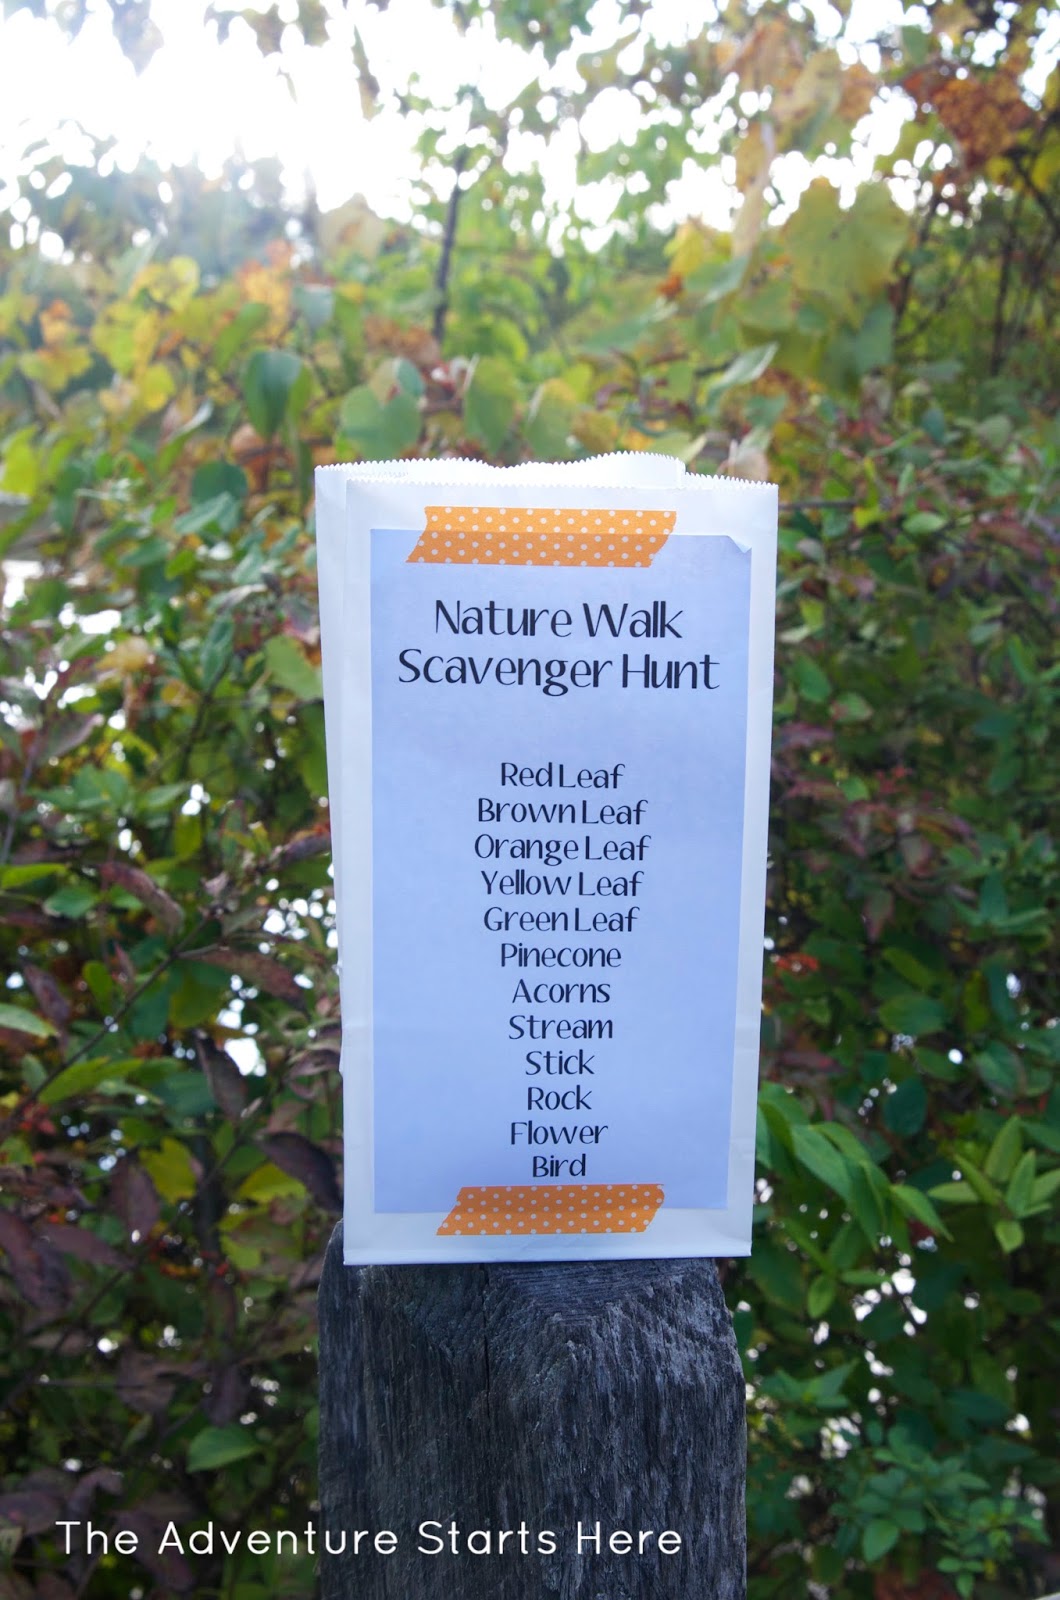 Nature Walk
Scavenger Hunt
Red Leaf
Brown Leaf
Orange Leaf
Yellow Leaf
Green Leaf
Pinecone
Acorns
Stream
Stick
Rock
Flower
Bird
The Adventure Starts Here